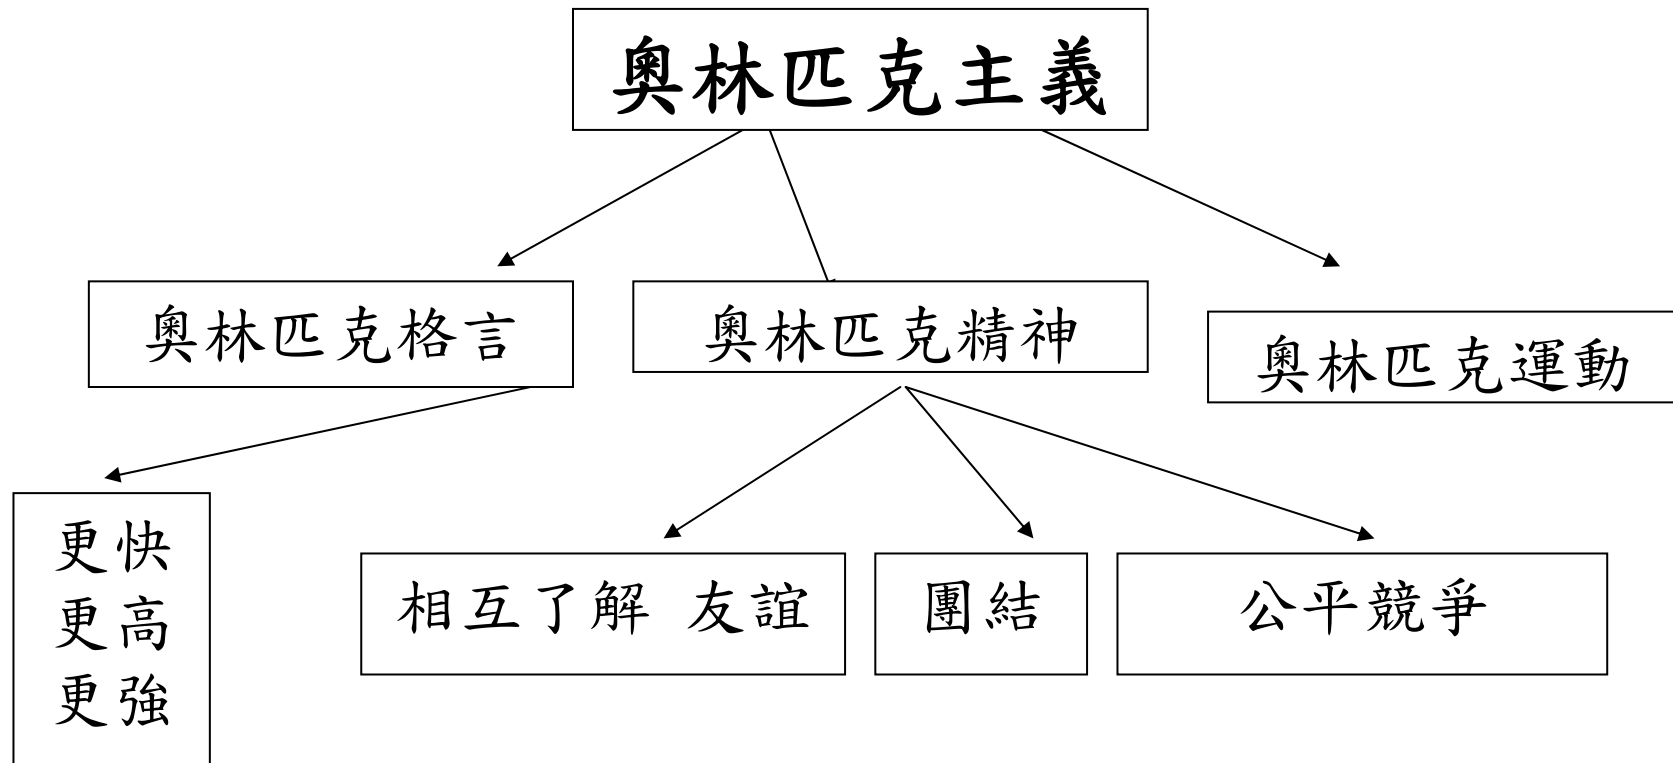 奧林匹克主義
奧林匹克格言
奧林匹克精神
奧林匹克運動
更快
更高
更強
相互了解 友誼
團結
公平競爭